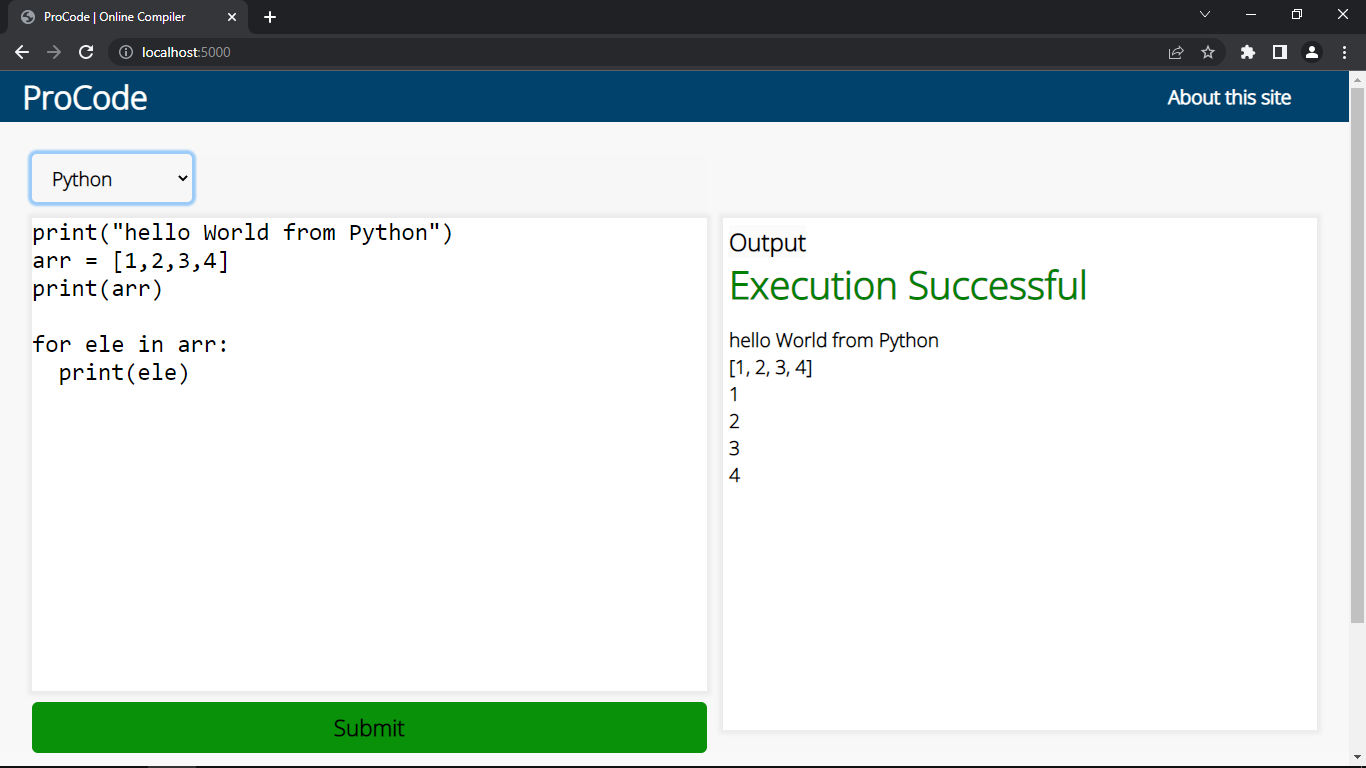 ProCode | Online Compiler
localhost:5000
ProCode
About this site
Python
print("hello World from Python")
arr = [1,2,3,4]
print(arr)
for ele in arr:
  print(ele)
Submit
Output
Execution Successful
hello World from Python
[1, 2, 3, 4]
1
2
3
4